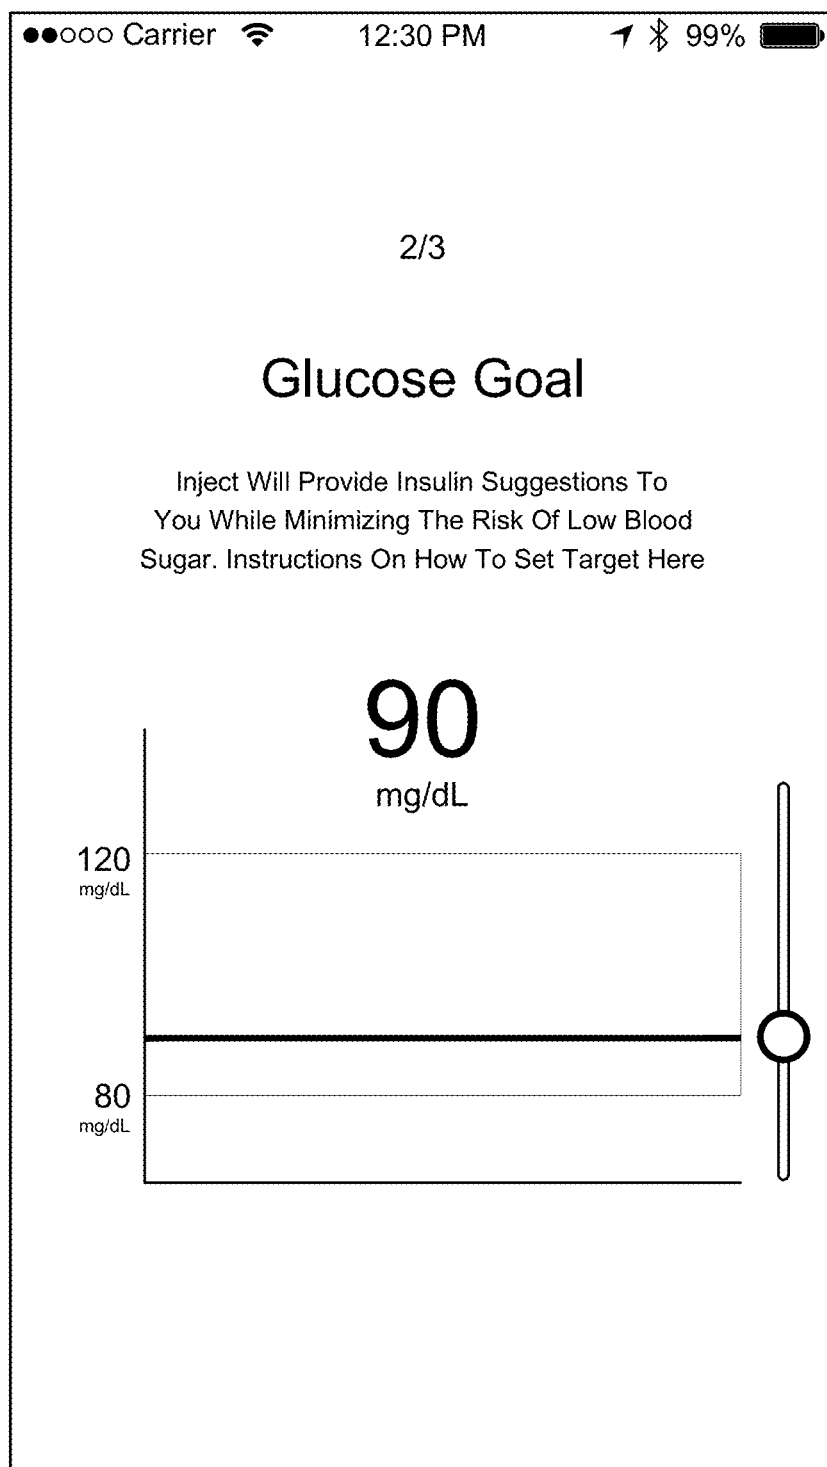 Carrier 12:30 PM 99%
2/3
Glucose Goal
Inject Will Provide Insulin Suggestions To
You While Minimizing The Risk Of Low Blood
Sugar. Instructions On How To Set Target Here
90
mg/dL
120
mg/dL
80
mg/dL